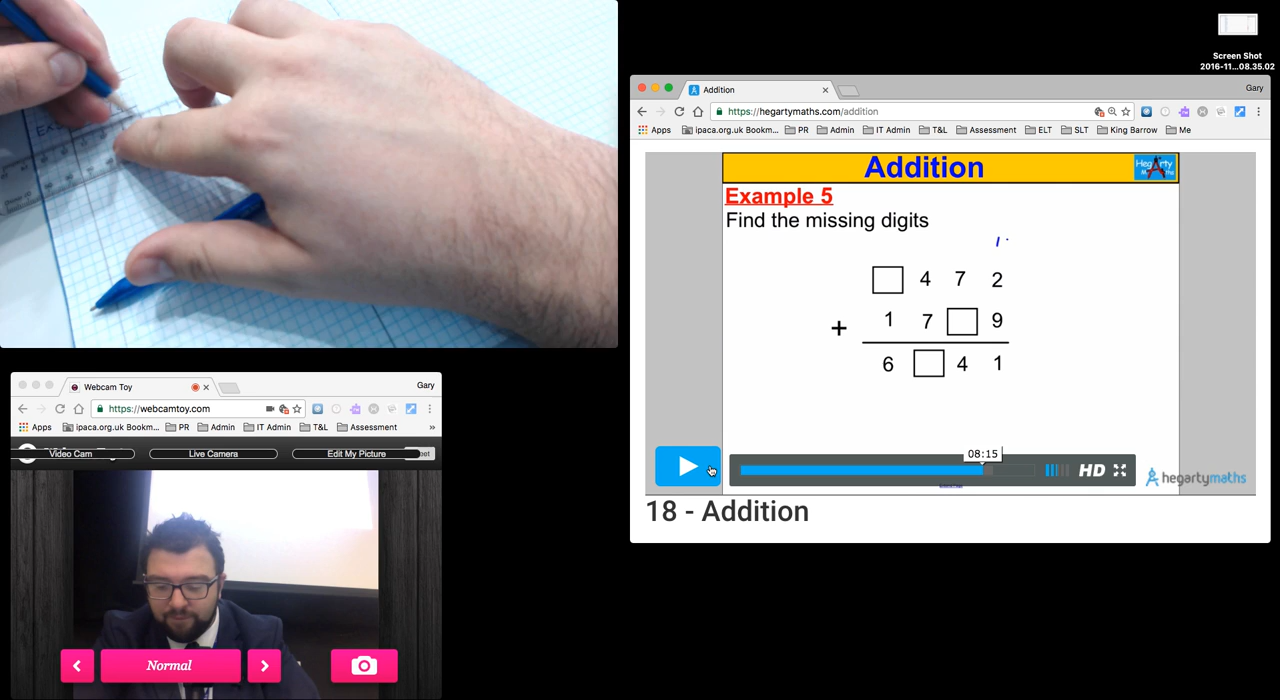 Screen Shot
2016-11...08.35.02
Addition
Gary
https://hegartymaths.com/addition
Apps ipaca.org.uk Bookm... PR Admin IT Admin T&L Assessment ELT SLT King Barrow Me
Addition
Hegarty
Maths
Example 5
Find the missing digits
4 7 2
+ 1 7 9
6 4 1
08:15
HD
hegartymaths
18 - Addition
Webcam Toy
Gary
https://webcamtoy.com
Apps ipaca.org.uk Bookm... PR Admin IT Admin T&L Assessment »
Video Cam Live Camera Edit My Picture
Normal